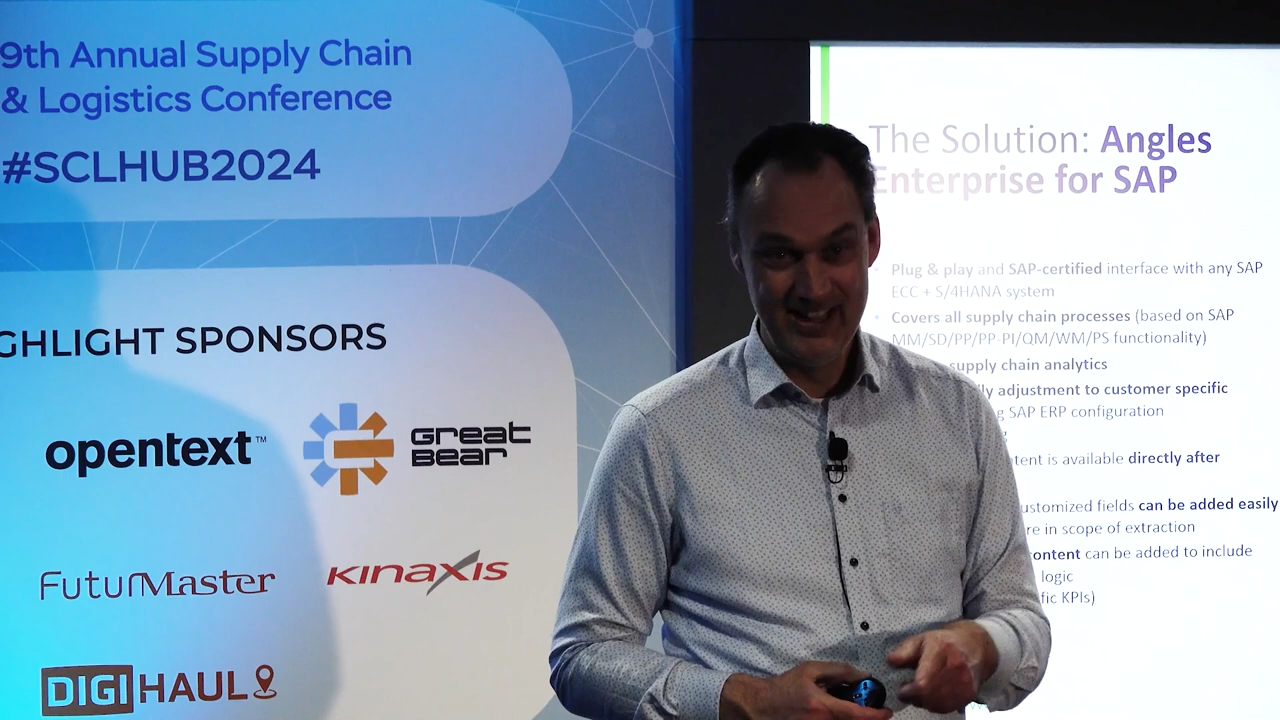 9th Annual Supply Chain
& Logistics Conference
#SCLHUB2024
GHLIGHT SPONSORS
opentext™
Great Bear
FuturMaster
Kinaxis
DIGIHAUL
The Solution: Angles
Enterprise for SAP
• Plug & play and SAP-certified interface with any SAP
ECC + S/4HANA system
• Covers all supply chain processes (based on SAP
MM/SD/PP/PP-PI/QM/WM/PS functionality)
supply chain analytics
adjustment to customer specific
SAP ERP configuration
is available directly after
fields can be added easily
in scope of extraction
content can be added to include
logic
KPIs)